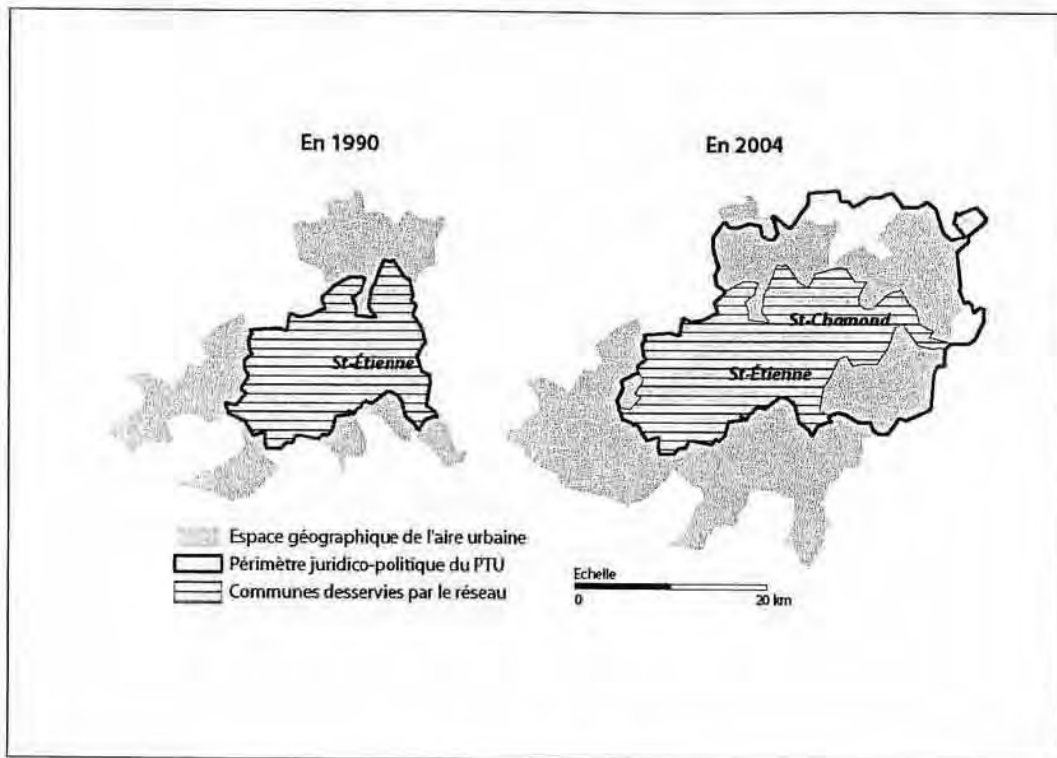 En 1990
En 2004
St-Étienne
St-Chamond
St-Étienne
Espace géographique de l'aire urbaine
Périmètre juridico-politique du PTU
Communes desservies par le réseau
Echelle
0 20 km